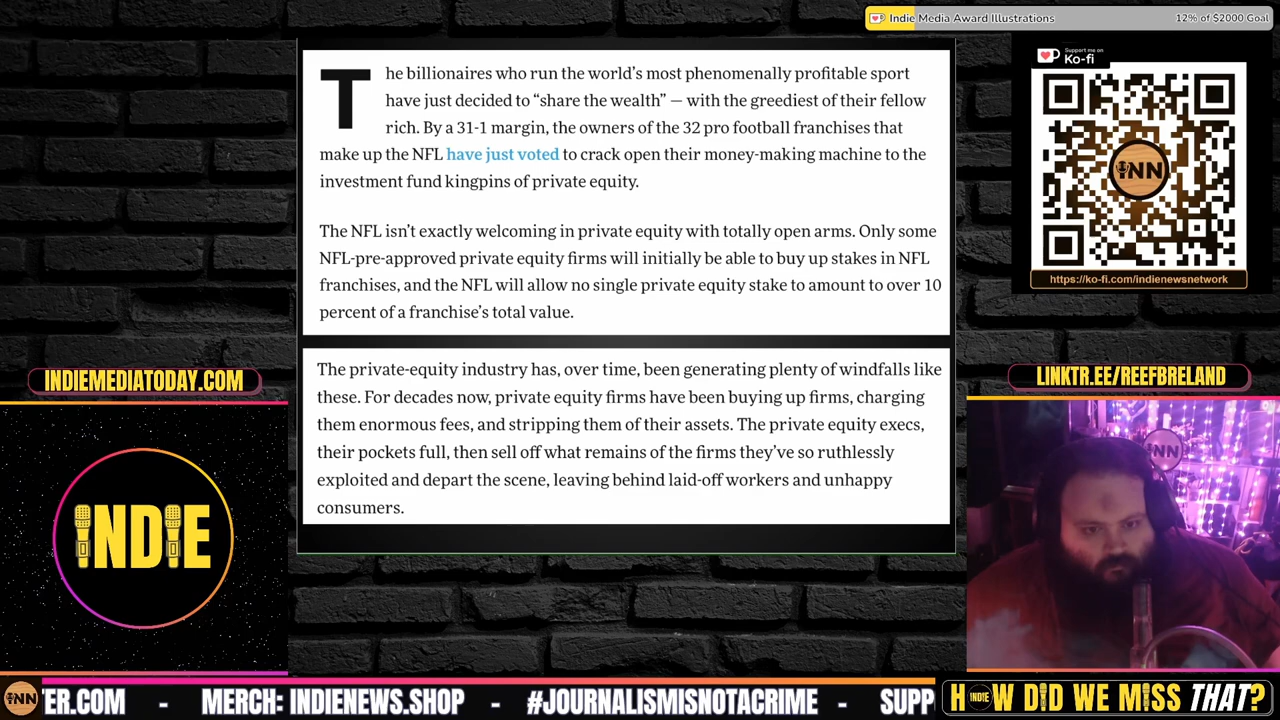 Indie Media Award Illustrations
12% of $2000 Goal
Support me on
Ko-fi
INN
https://ko-fi.com/indienewsnetwork
The billionaires who run the world’s most phenomenally profitable sport
have just decided to “share the wealth” — with the greediest of their fellow
rich. By a 31-1 margin, the owners of the 32 pro football franchises that
make up the NFL have just voted to crack open their money-making machine to the
investment fund kingpins of private equity.
The NFL isn’t exactly welcoming in private equity with totally open arms. Only some
NFL-pre-approved private equity firms will initially be able to buy up stakes in NFL
franchises, and the NFL will allow no single private equity stake to amount to over 10
percent of a franchise’s total value.
The private-equity industry has, over time, been generating plenty of windfalls like
these. For decades now, private equity firms have been buying up firms, charging
them enormous fees, and stripping them of their assets. The private equity execs,
their pockets full, then sell off what remains of the firms they’ve so ruthlessly
exploited and depart the scene, leaving behind laid-off workers and unhappy
consumers.
INDIEMEDIATODAY.COM
INDIE
LINKTR.EE/REEFBRELAND
INN
INN
ER.COM - MERCH: INDIENEWS.SHOP - #JOURNALISMISNOTACRIME - SUPP
HOW DID WE MISS THAT?
INDIE